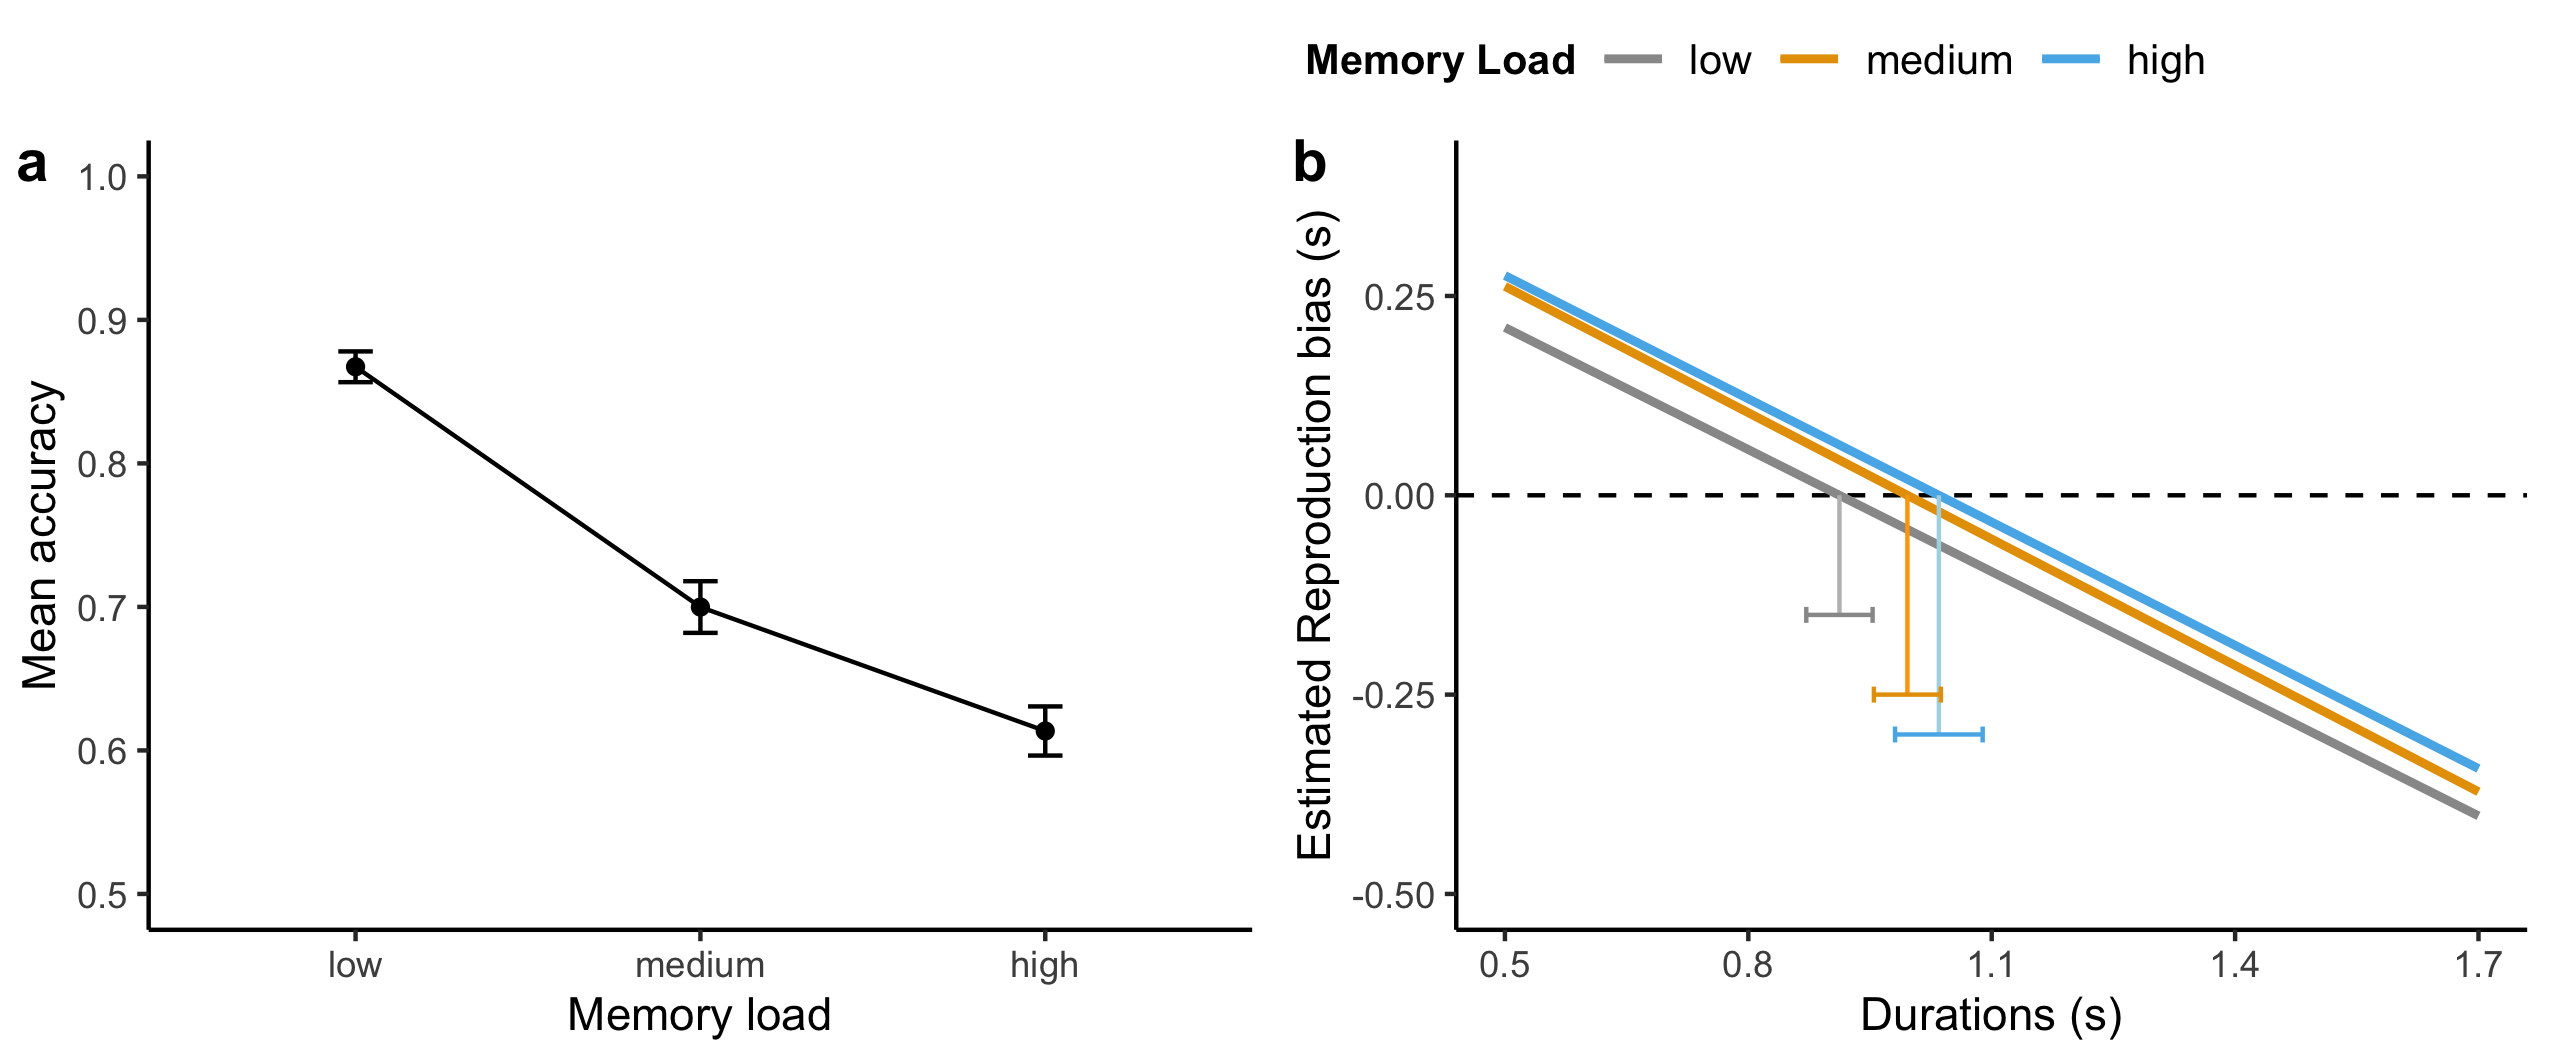 Memory Load low medium high
a
1.0
0.9
0.8
0.7
0.6
0.5
Mean accuracy
low medium high
Memory load
b
0.25
0.00
-0.25
-0.50
Estimated Reproduction bias (s)
0.5 0.8 1.1 1.4 1.7
Durations (s)